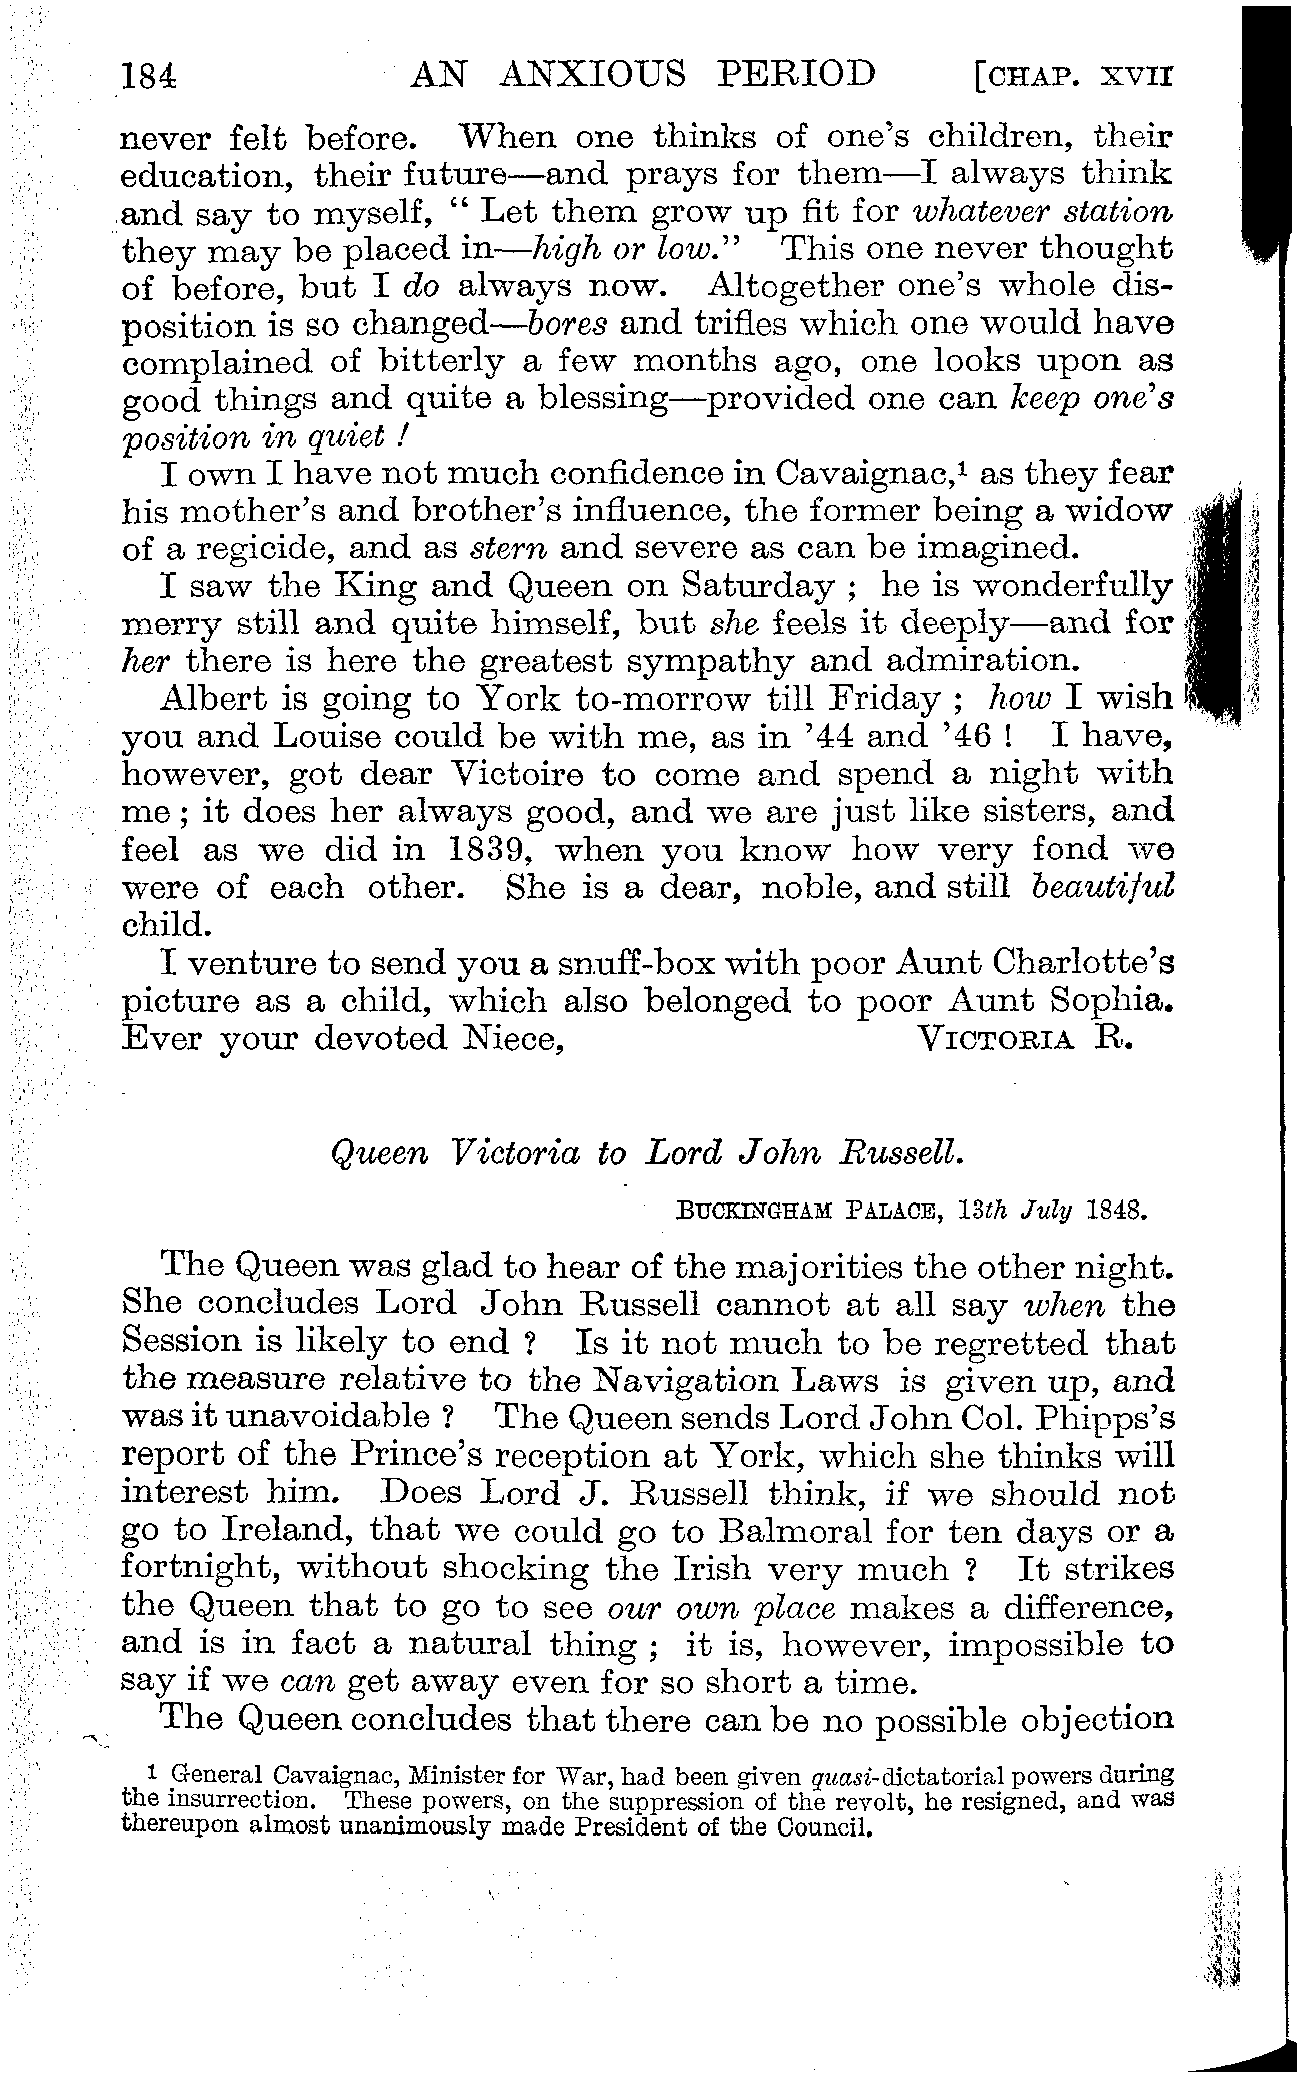 184 AN ANXIOUS PERIOD [CHAP. XVII
never felt before. When one thinks of one's children, their
education, their future—and prays for them—I always think
and say to myself, “ Let them grow up fit for whatever station
they may be placed in—high or low.” This one never thought
of before, but I do always now. Altogether one's whole dis-
position is so changed—bores and trifles which one would have
complained of bitterly a few months ago, one looks upon as
good things and quite a blessing—provided one can keep one's
position in quiet !
I own I have not much confidence in Cavaignac,¹ as they fear
his mother's and brother's influence, the former being a widow
of a regicide, and as stern and severe as can be imagined.
I saw the King and Queen on Saturday ; he is wonderfully
merry still and quite himself, but she feels it deeply—and for
her there is here the greatest sympathy and admiration.
Albert is going to York to-morrow till Friday ; how I wish
you and Louise could be with me, as in '44 and '46 ! I have,
however, got dear Victoire to come and spend a night with
me ; it does her always good, and we are just like sisters, and
feel as we did in 1839, when you know how very fond we
were of each other. She is a dear, noble, and still beautiful
child.
I venture to send you a snuff-box with poor Aunt Charlotte's
picture as a child, which also belonged to poor Aunt Sophia.
Ever your devoted Niece, VICTORIA R.
Queen Victoria to Lord John Russell.
BUCKINGHAM PALACE, 13th July 1848.
The Queen was glad to hear of the majorities the other night.
She concludes Lord John Russell cannot at all say when the
Session is likely to end ? Is it not much to be regretted that
the measure relative to the Navigation Laws is given up, and
was it unavoidable ? The Queen sends Lord John Col. Phipps's
report of the Prince's reception at York, which she thinks will
interest him. Does Lord J. Russell think, if we should not
go to Ireland, that we could go to Balmoral for ten days or a
fortnight, without shocking the Irish very much ? It strikes
the Queen that to go to see our own place makes a difference,
and is in fact a natural thing ; it is, however, impossible to
say if we can get away even for so short a time.
The Queen concludes that there can be no possible objection
¹ General Cavaignac, Minister for War, had been given quasi-dictatorial powers during
the insurrection. These powers, on the suppression of the revolt, he resigned, and was
thereupon almost unanimously made President of the Council.